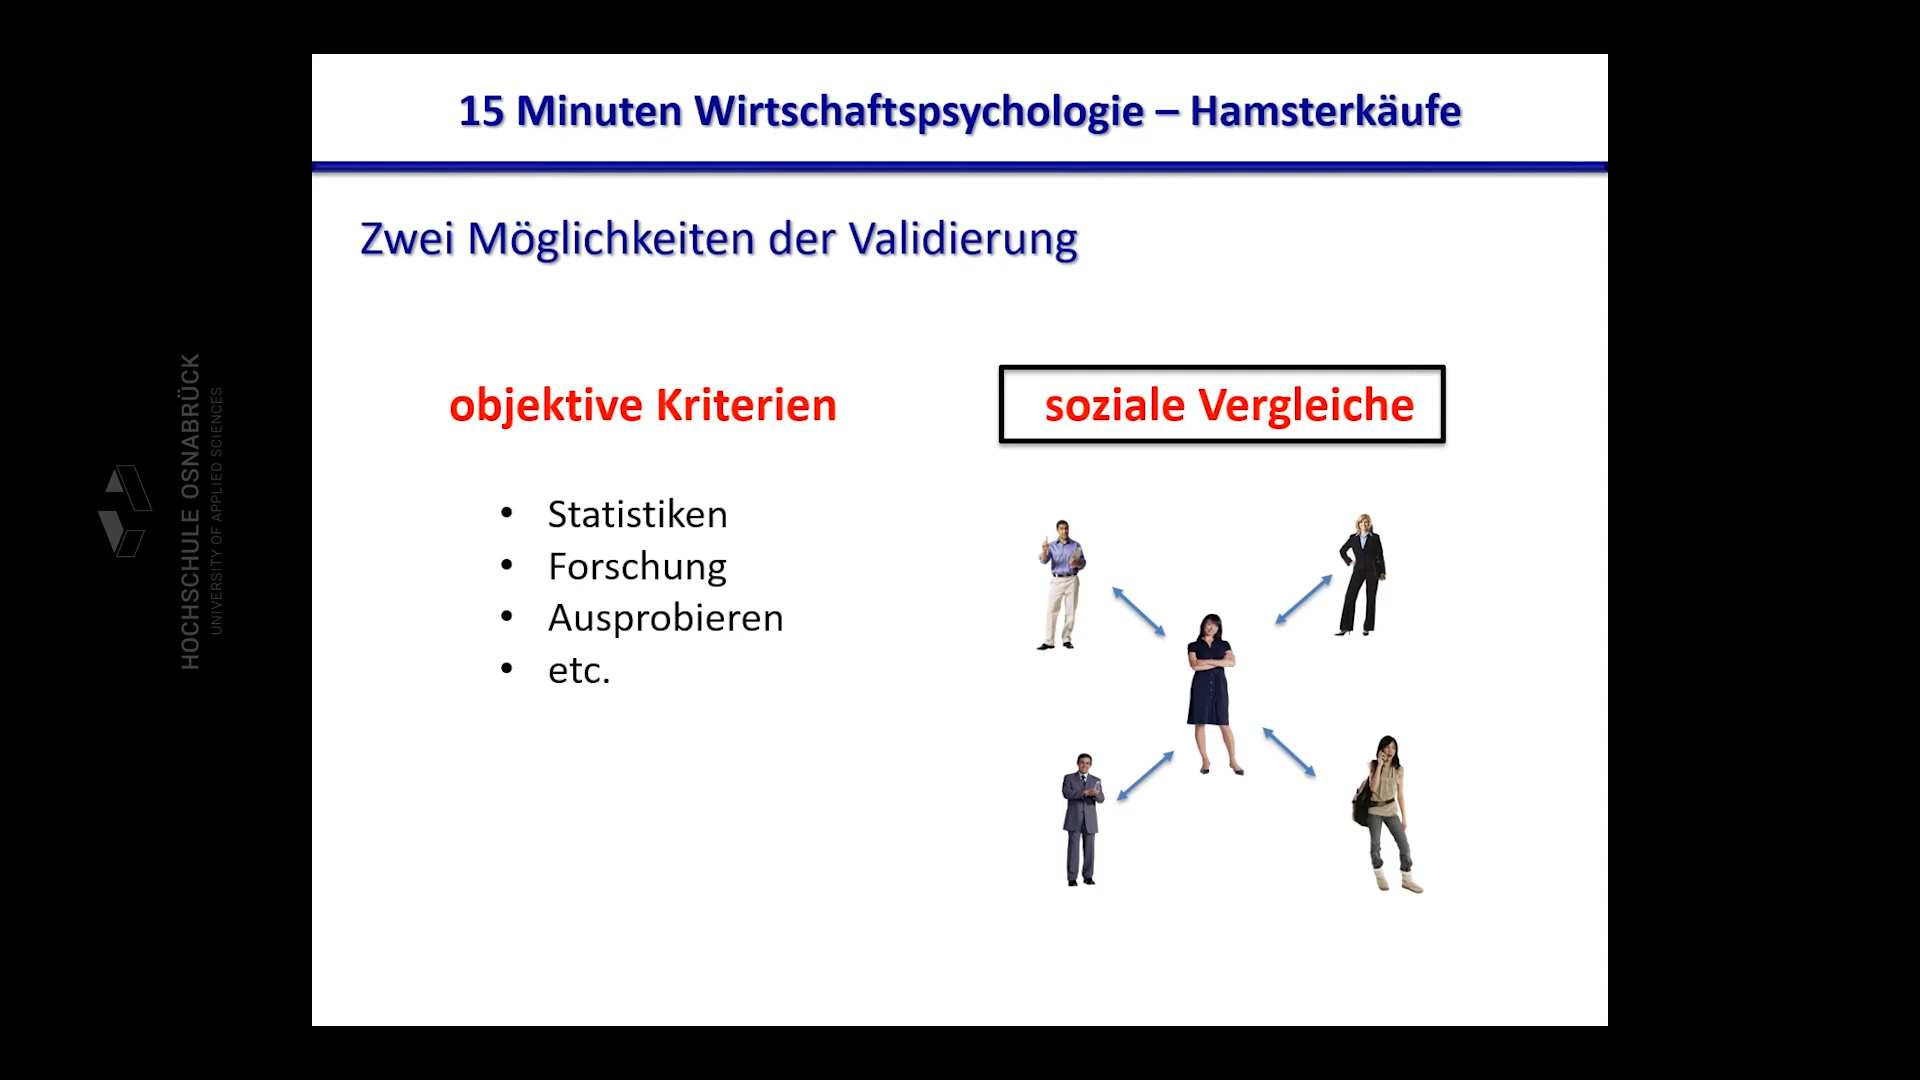 15 Minuten Wirtschaftspsychologie – Hamsterkäufe
Zwei Möglichkeiten der Validierung
objektive Kriterien
• Statistiken
• Forschung
• Ausprobieren
• etc.
soziale Vergleiche
HOCHSCHULE OSNABRÜCK
UNIVERSITY OF APPLIED SCIENCES